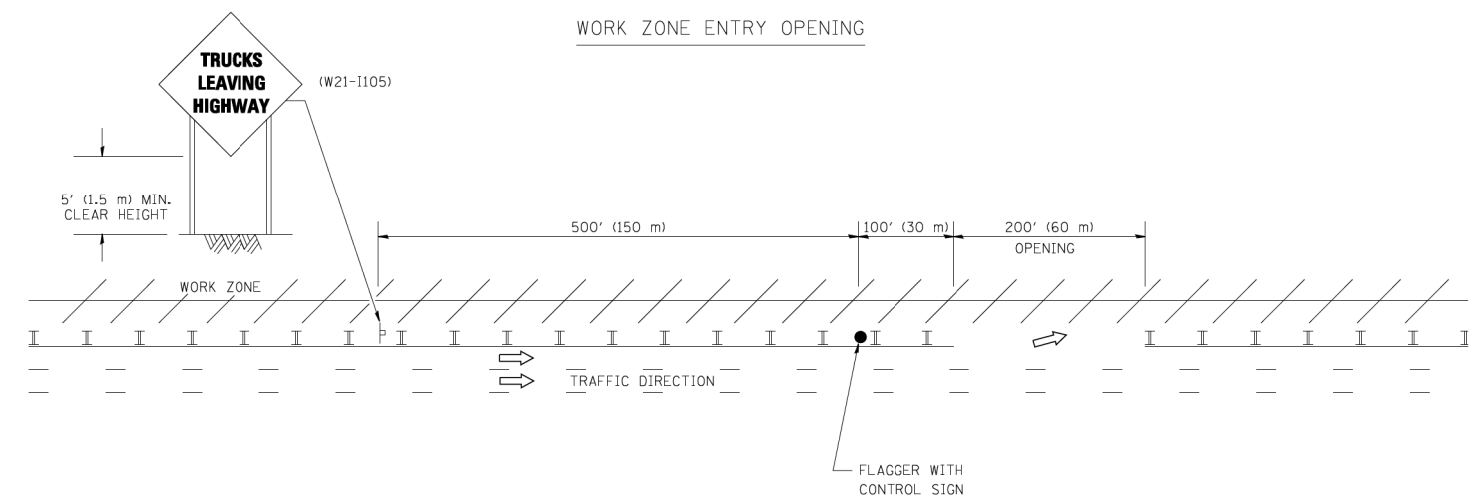 WORK ZONE ENTRY OPENING
TRUCKS
LEAVING
HIGHWAY
(W21-I105)
5' (1.5 m) MIN.
CLEAR HEIGHT
500' (150 m)
100' (30 m)
200' (60 m)
OPENING
WORK ZONE
TRAFFIC DIRECTION
FLAGGER WITH
CONTROL SIGN